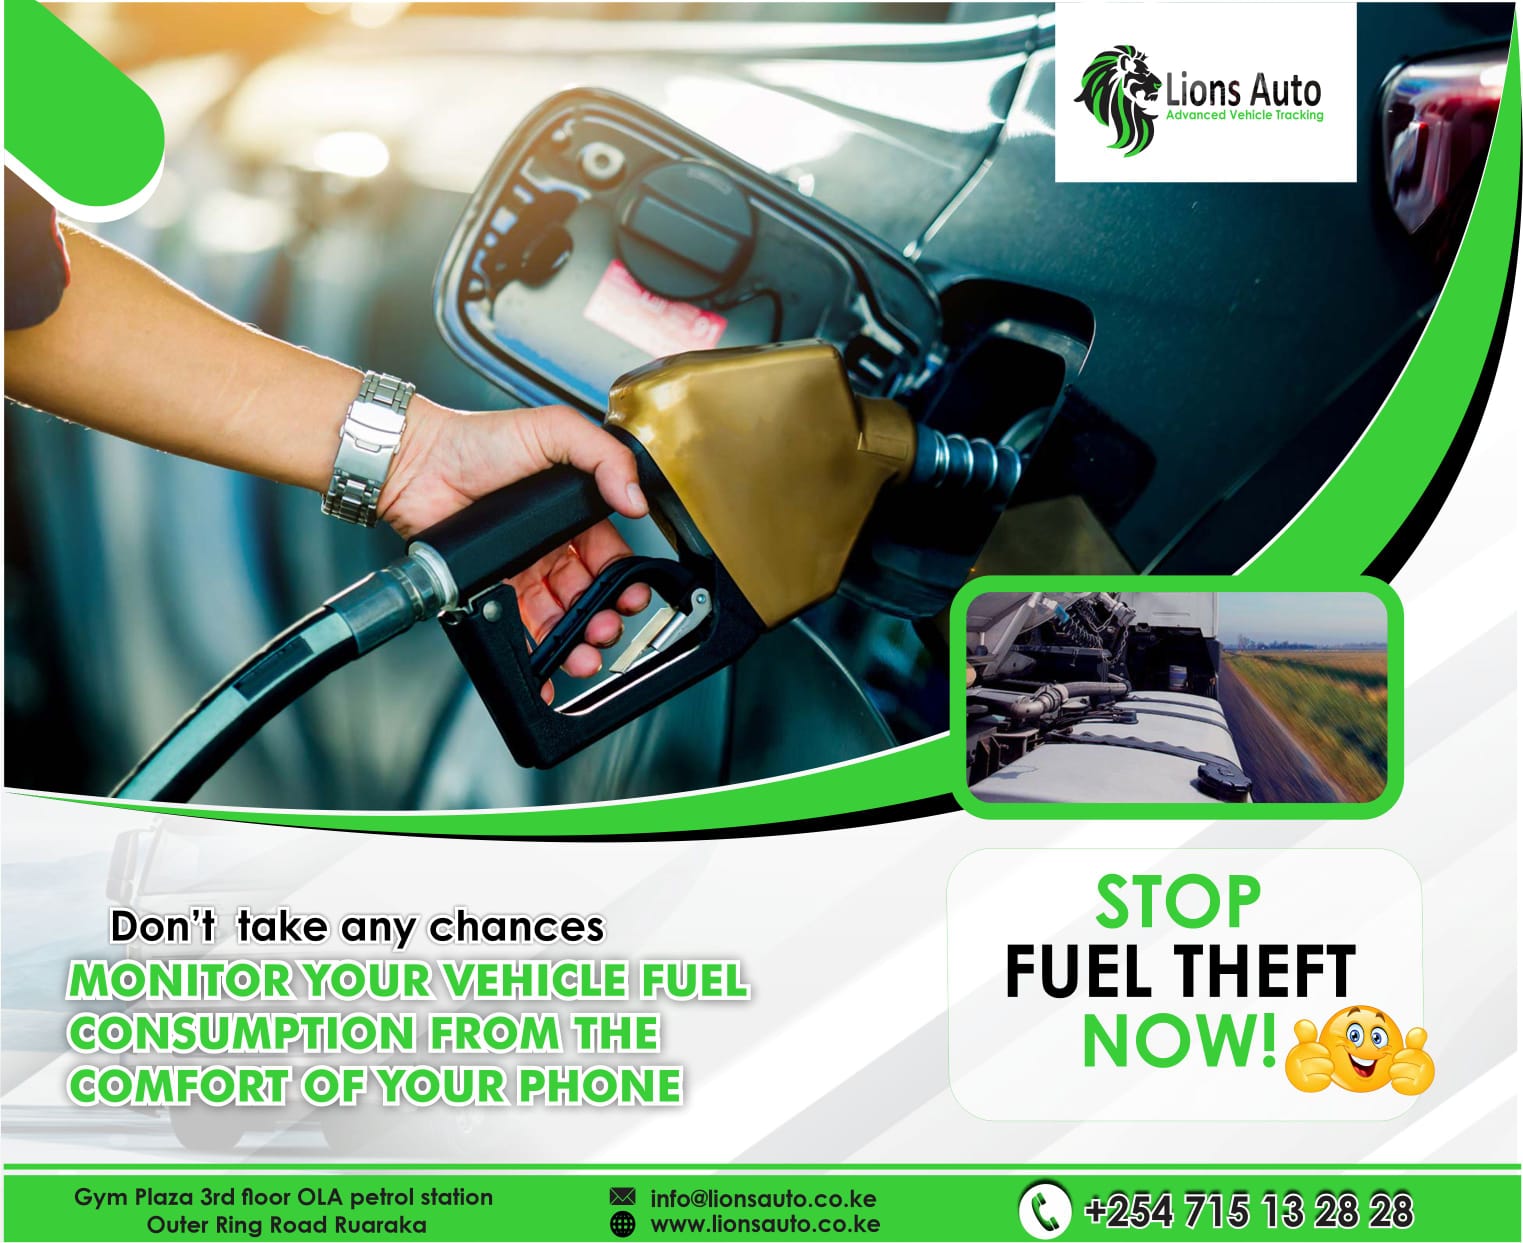 Lions Auto
Advanced Vehicle Tracking
Don't take any chances
MONITOR YOUR VEHICLE FUEL
CONSUMPTION FROM THE
COMFORT OF YOUR PHONE
STOP
FUEL THEFT
NOW!
Gym Plaza 3rd floor OLA petrol station
Outer Ring Road Ruaraka
info@lionsauto.co.ke
www.lionsauto.co.ke
+254 715 13 28 28